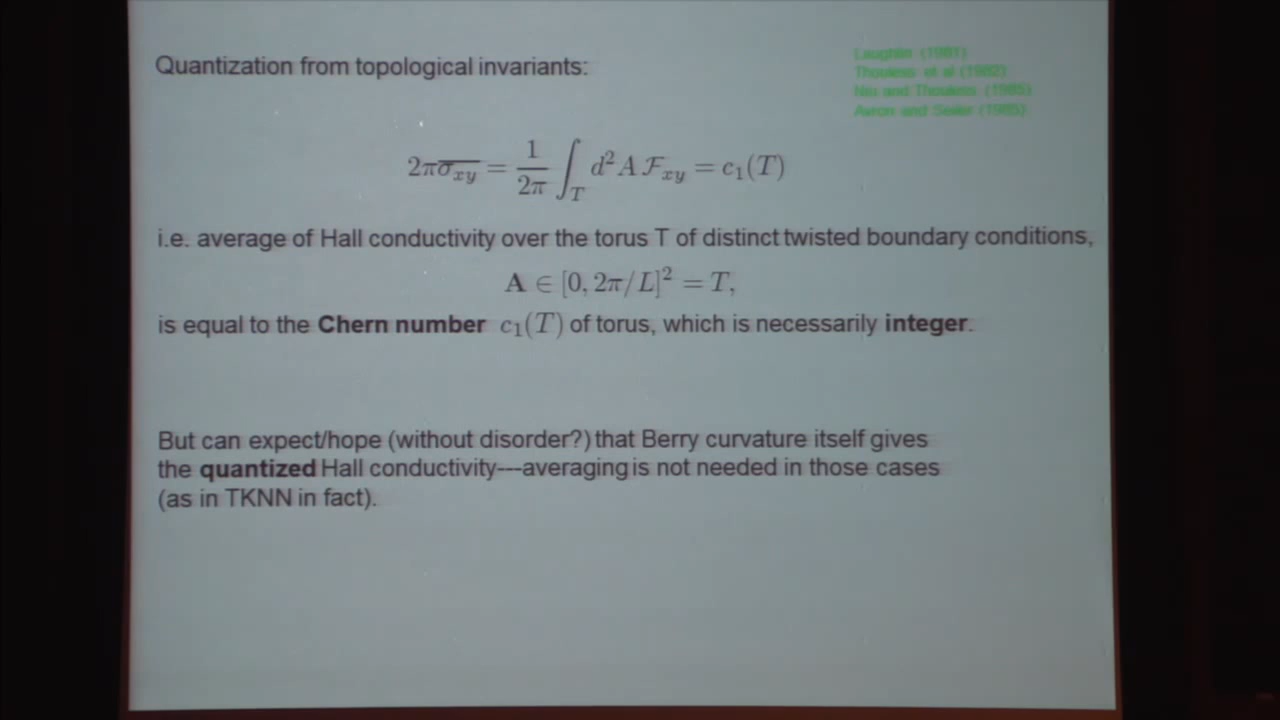 Quantization from topological invariants:
Laughlin (1981)
Thouless et al (1982)
Niu and Thouless (1985)
Avron and Seiler (1985)
2π\overline{σ_{xy}} = \frac{1}{2π} ∫_T d²A ℱ_{xy} = c₁(T)
i.e. average of Hall conductivity over the torus T of distinct twisted boundary conditions,
A ∈ [0, 2π/L]² = T,
is equal to the Chern number c₁(T) of torus, which is necessarily integer.
But can expect/hope (without disorder?) that Berry curvature itself gives
the quantized Hall conductivity---averaging is not needed in those cases
(as in TKNN in fact).